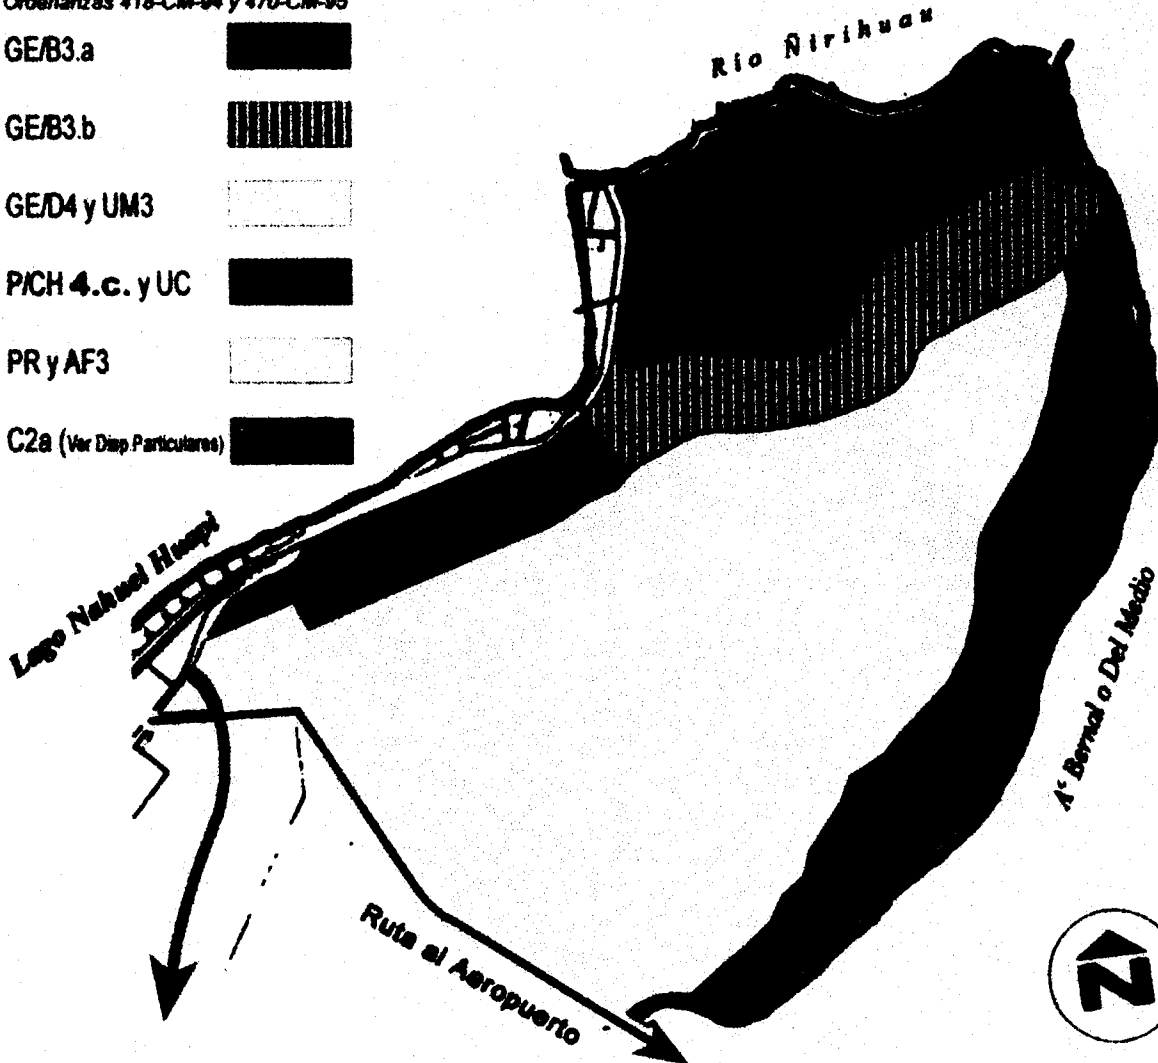 Ordenanzas 418-CM-94 y 470-CM-95
GE/B3.a
GE/B3.b
GE/D4 y UM3
P/CH 4.c. y UC
PR y AF3
C2a (Ver Disp.Particulares)
Río Ñirihuau
Lago Nahuel Huapi
Aº Bernal o Del Medio
Ruta al Aeropuerto
N